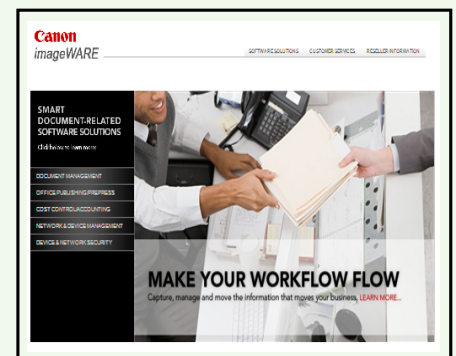 Canon
imageWARE
SOFTWARE SOLUTIONS CUSTOMER SERVICES RESELLER INFORMATION
SMART
DOCUMENT-RELATED
SOFTWARE SOLUTIONS
Click below to learn more
DOCUMENT MANAGEMENT
OFFICE PUBLISHING/PREPRESS
COST CONTROL/ACCOUNTING
NETWORK & DEVICE MANAGEMENT
DEVICE & NETWORK SECURITY
MAKE YOUR WORKFLOW FLOW
Capture, manage and move the information that moves your business, LEARN MORE...